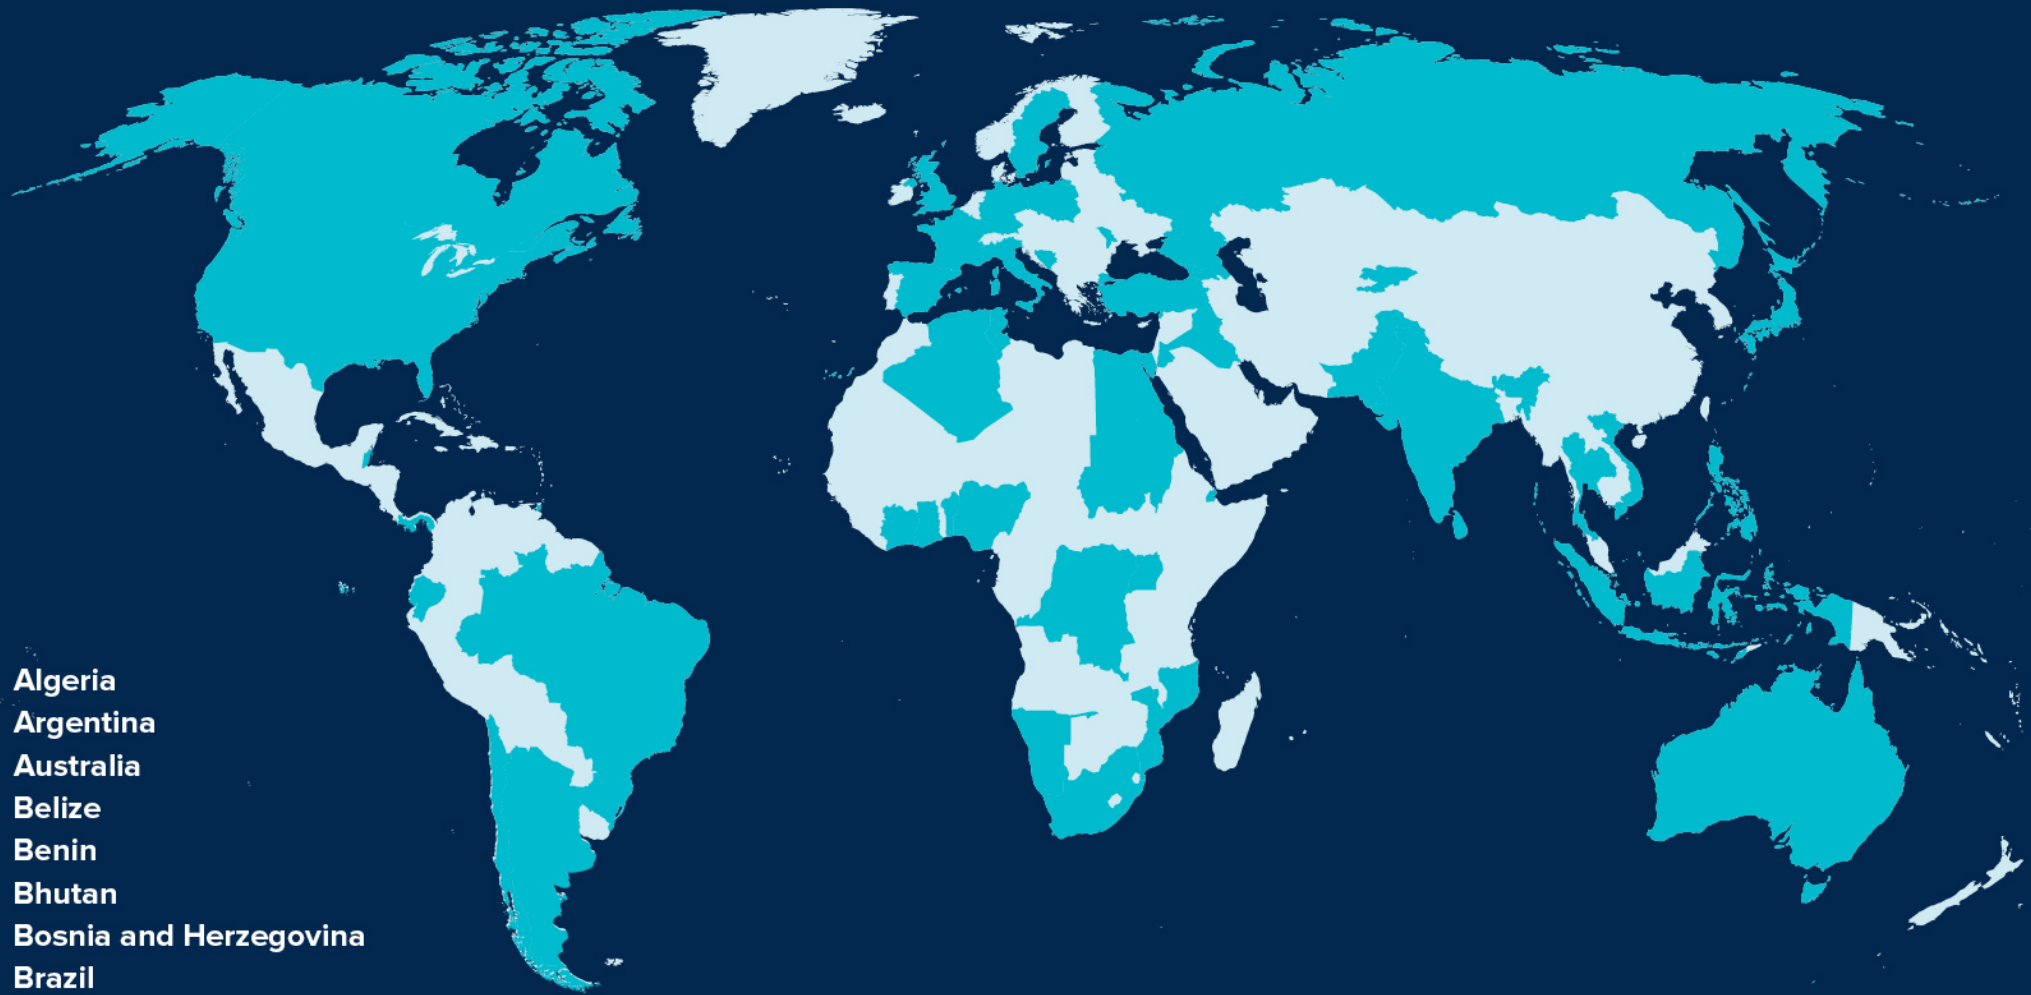 Algeria
Argentina
Australia
Belize
Benin
Bhutan
Bosnia and Herzegovina
Brazil